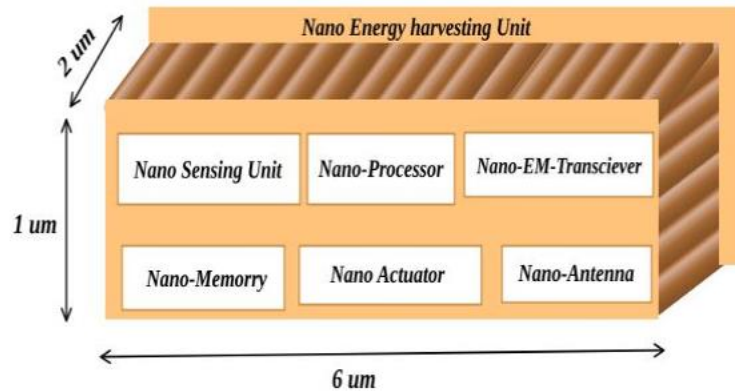 Nano Energy harvesting Unit
2 um
Nano Sensing Unit
Nano-Processor
Nano-EM-Transciever
1 um
Nano-Memorry
Nano Actuator
Nano-Antenna
6 um